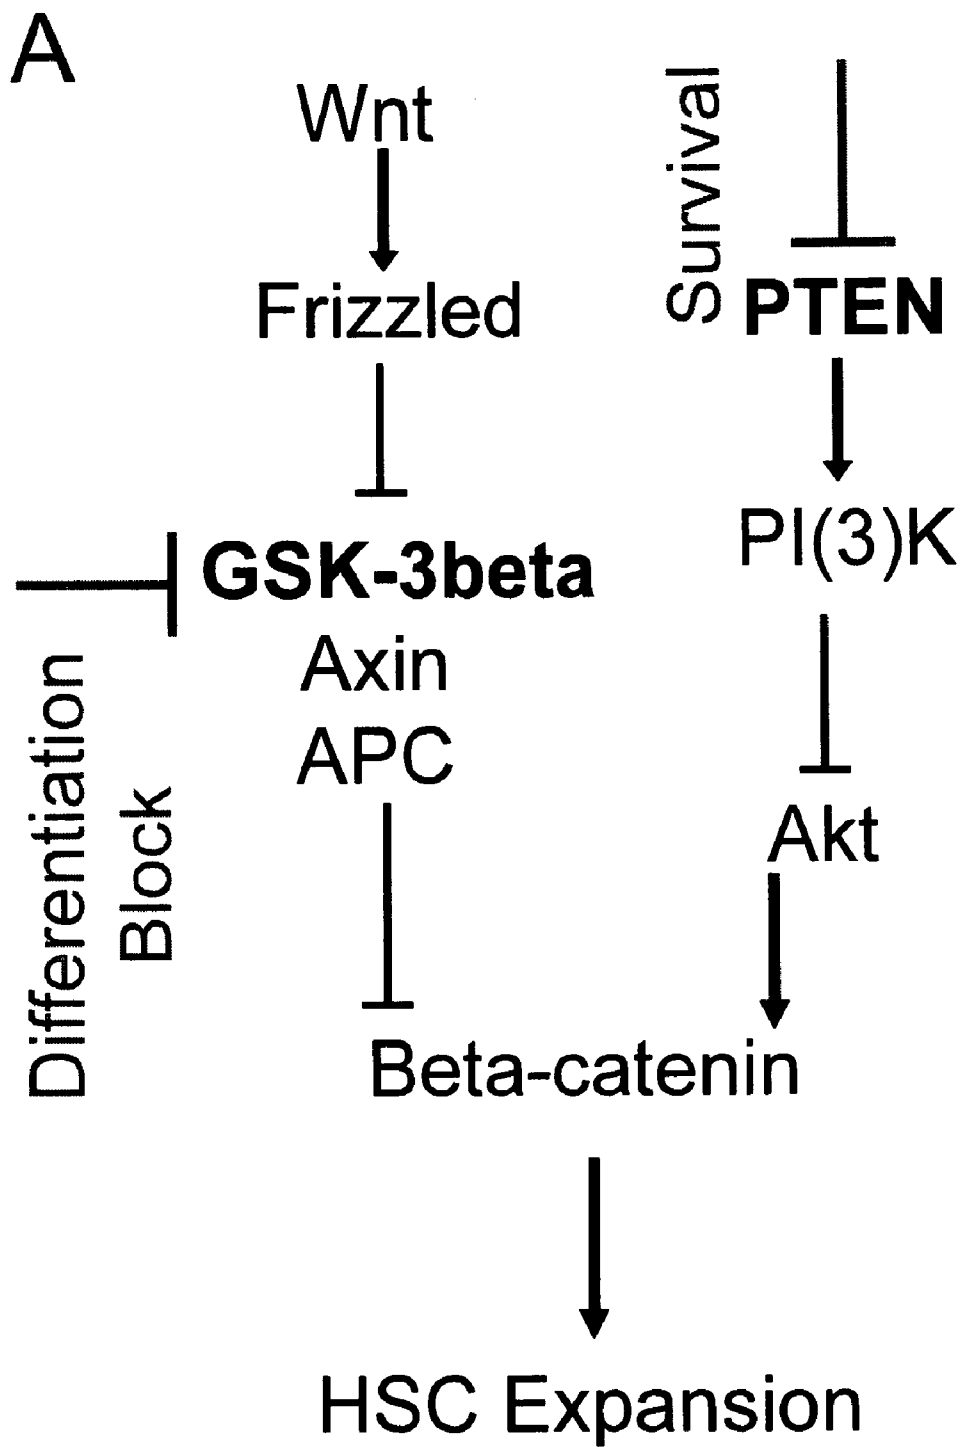 A
Wnt
Frizzled
GSK-3beta
Axin
APC
Differentiation
Block
Survival
PTEN
PI(3)K
Akt
Beta-catenin
HSC Expansion